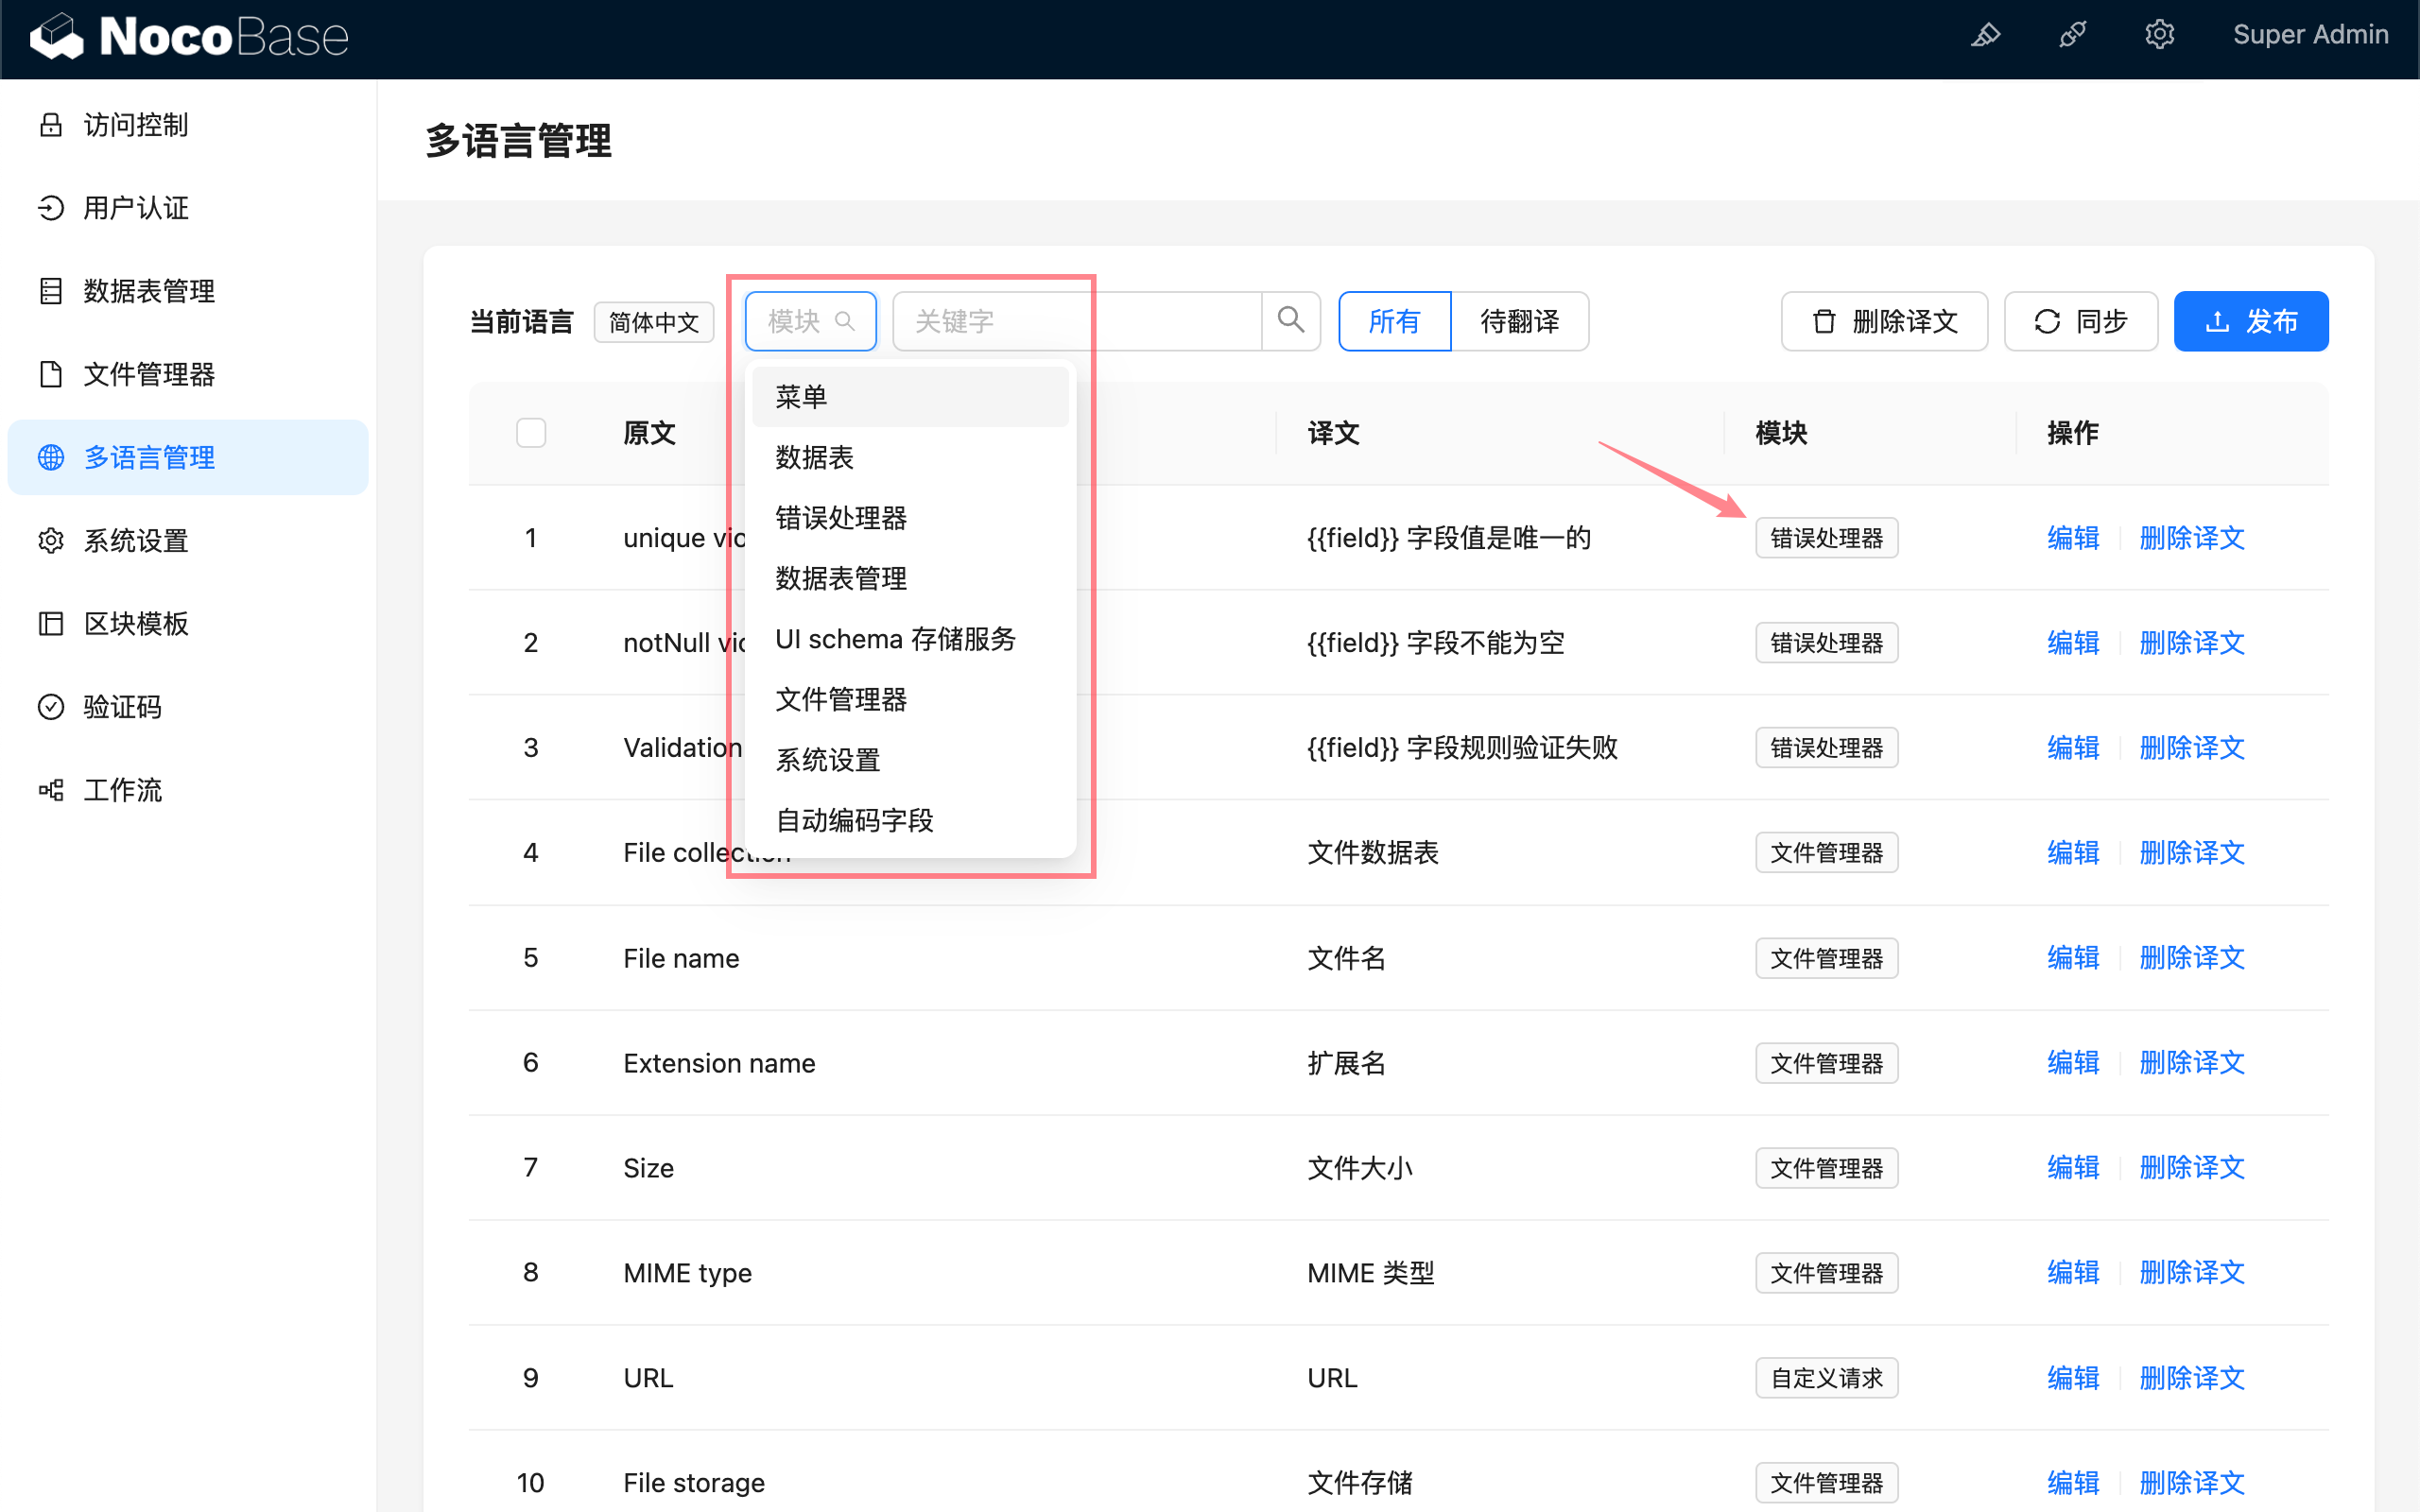 NocoBase
Super Admin
访问控制
用户认证
数据表管理
文件管理器
多语言管理
系统设置
区块模板
验证码
工作流
多语言管理
当前语言 简体中文 模块 关键字 所有 待翻译 删除译文 同步 发布
菜单
数据表
错误处理器
数据表管理
UI schema 存储服务
文件管理器
系统设置
自动编码字段
原文 译文 模块 操作
1 unique {{field}} 字段值是唯一的 错误处理器 编辑 删除译文
2 notNull {{field}} 字段不能为空 错误处理器 编辑 删除译文
3 Validation {{field}} 字段规则验证失败 错误处理器 编辑 删除译文
4 File collection 文件数据表 文件管理器 编辑 删除译文
5 File name 文件名 文件管理器 编辑 删除译文
6 Extension name 扩展名 文件管理器 编辑 删除译文
7 Size 文件大小 文件管理器 编辑 删除译文
8 MIME type MIME 类型 文件管理器 编辑 删除译文
9 URL URL 自定义请求 编辑 删除译文
10 File storage 文件存储 文件管理器 编辑 删除译文